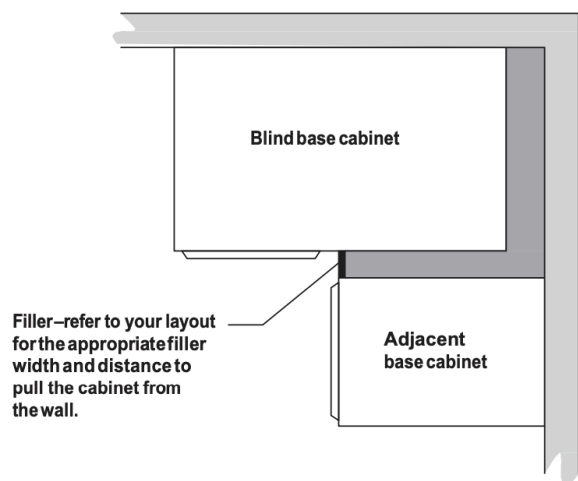 Blind base cabinet
Filler–refer to your layout
for the appropriate filler
width and distance to
pull the cabinet from
the wall.
Adjacent
base cabinet